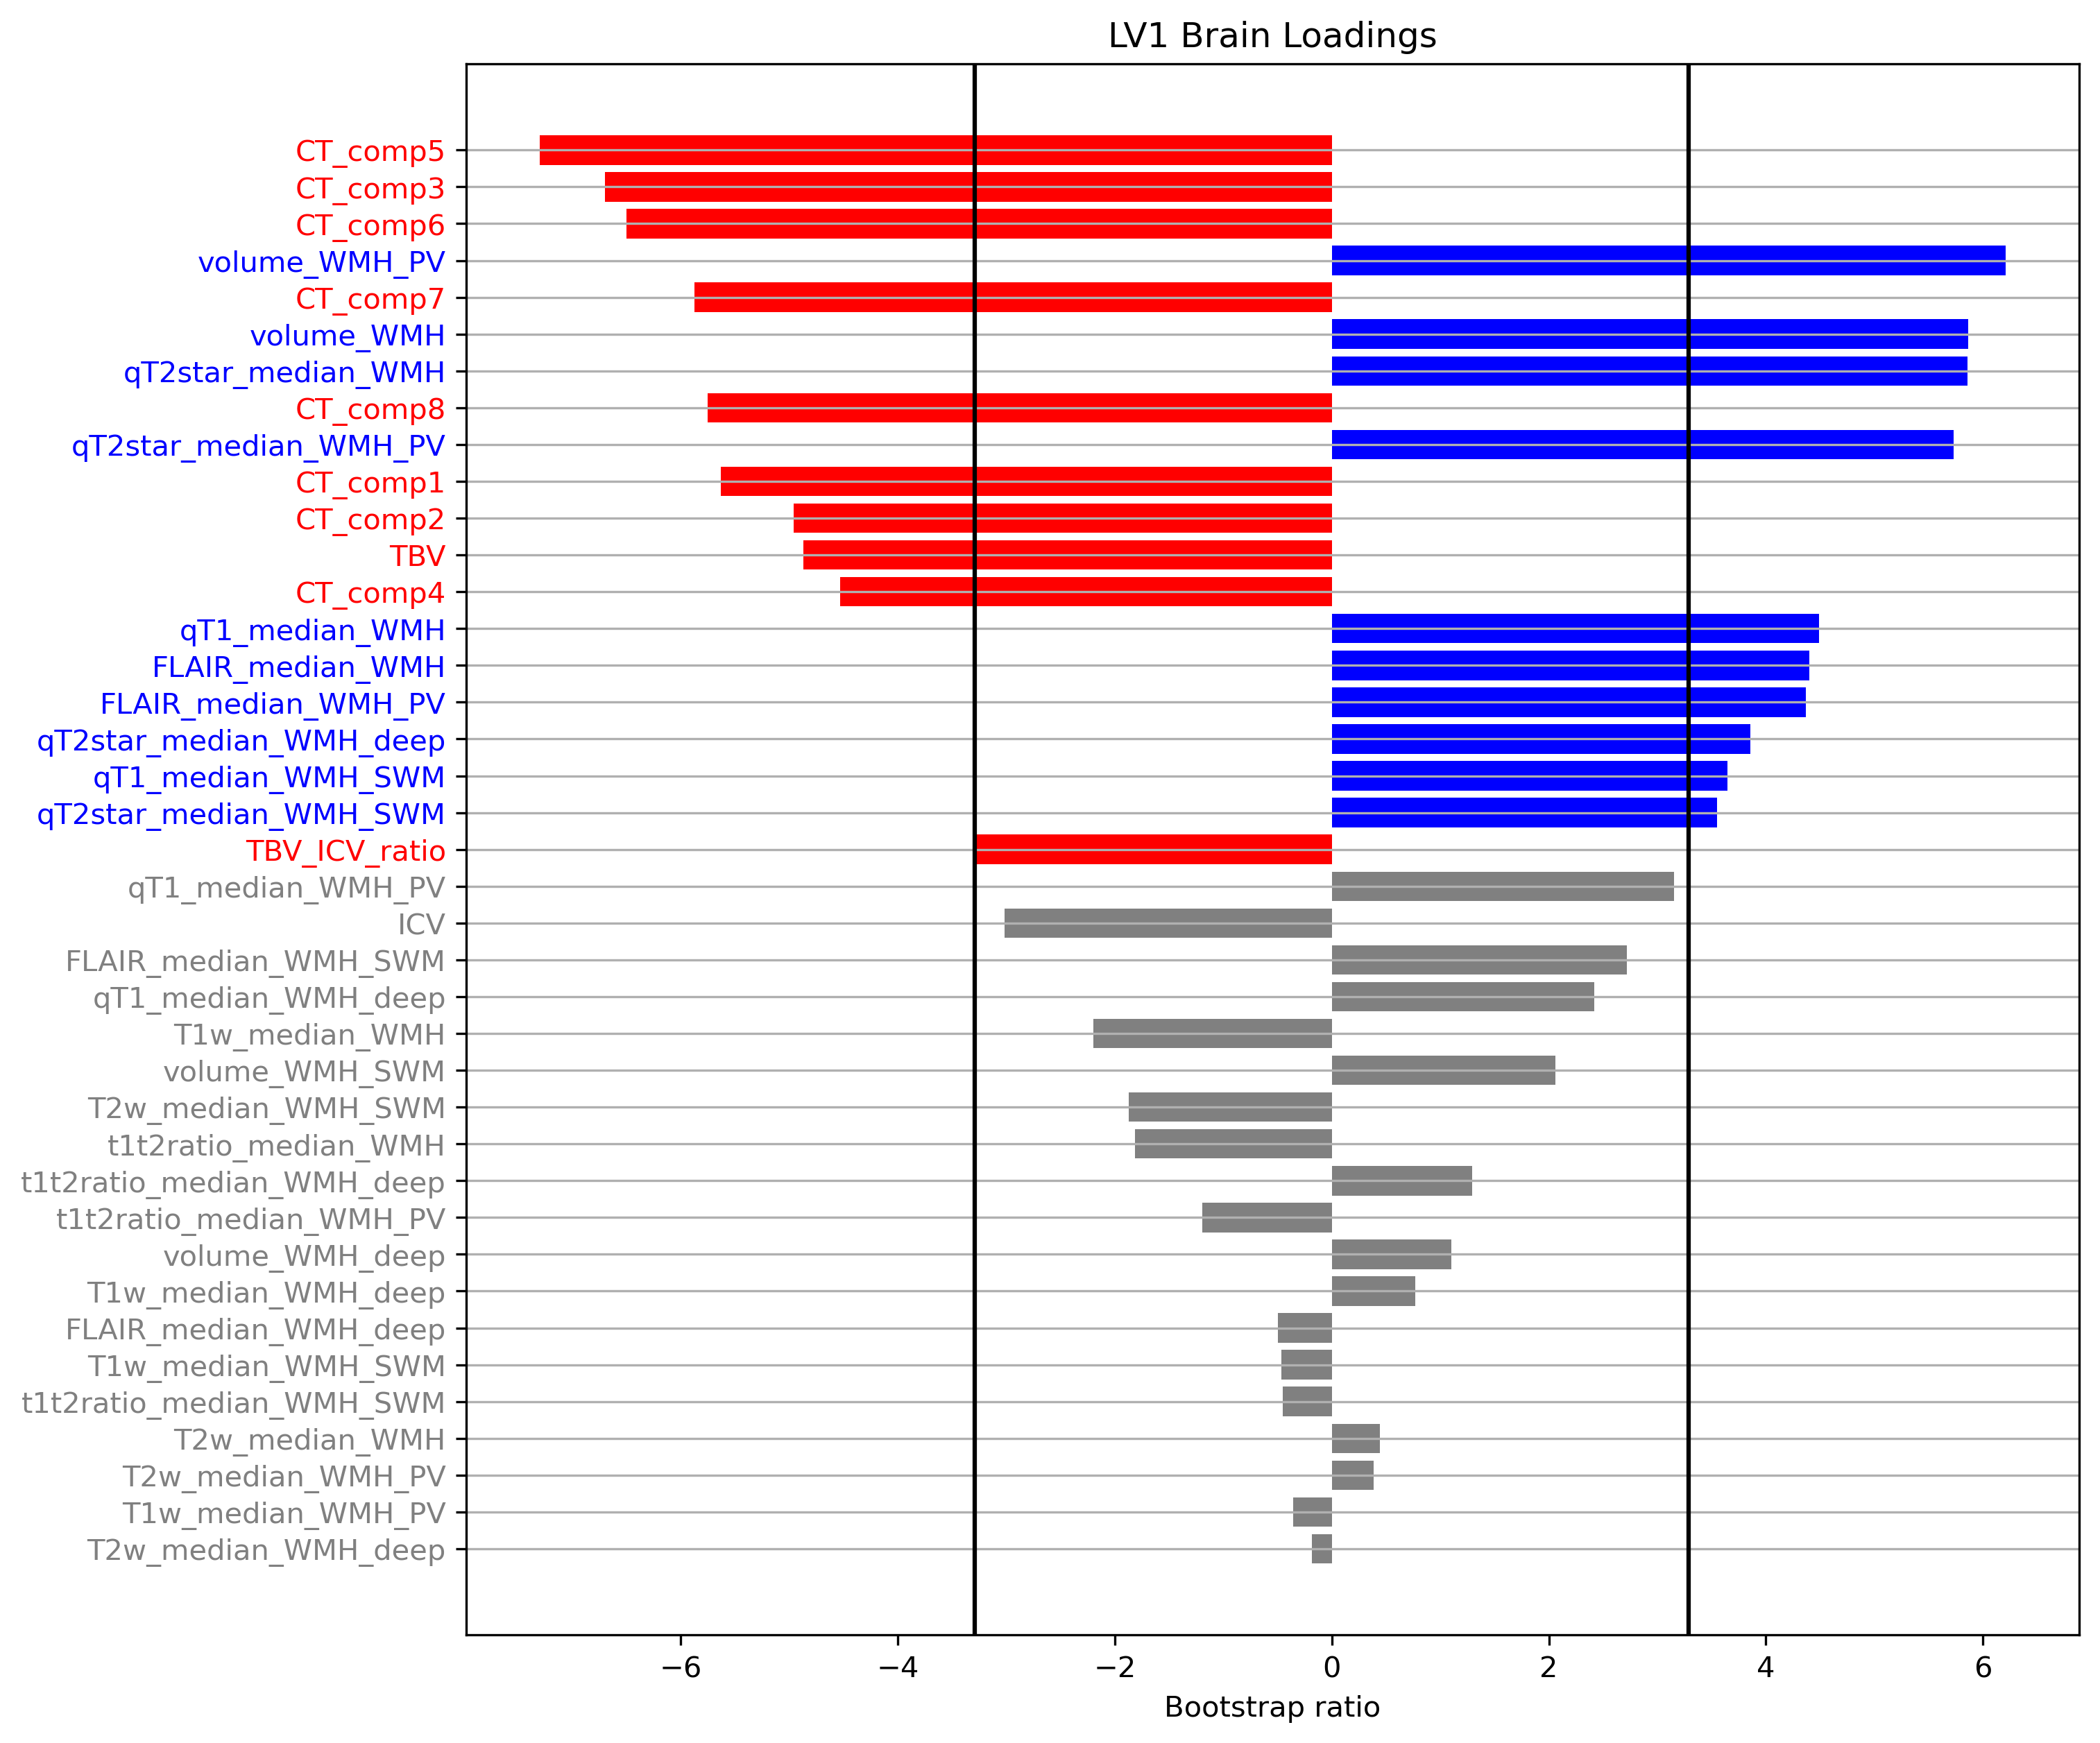 LV1 Brain Loadings
CT_comp5
CT_comp3
CT_comp6
volume_WMH_PV
CT_comp7
volume_WMH
qT2star_median_WMH
CT_comp8
qT2star_median_WMH_PV
CT_comp1
CT_comp2
TBV
CT_comp4
qT1_median_WMH
FLAIR_median_WMH
FLAIR_median_WMH_PV
qT2star_median_WMH_deep
qT1_median_WMH_SWM
qT2star_median_WMH_SWM
TBV_ICV_ratio
qT1_median_WMH_PV
ICV
FLAIR_median_WMH_SWM
qT1_median_WMH_deep
T1w_median_WMH
volume_WMH_SWM
T2w_median_WMH_SWM
t1t2ratio_median_WMH
t1t2ratio_median_WMH_deep
t1t2ratio_median_WMH_PV
volume_WMH_deep
T1w_median_WMH_deep
FLAIR_median_WMH_deep
T1w_median_WMH_SWM
t1t2ratio_median_WMH_SWM
T2w_median_WMH
T2w_median_WMH_PV
T1w_median_WMH_PV
T2w_median_WMH_deep
−6 −4 −2 0 2 4 6
Bootstrap ratio